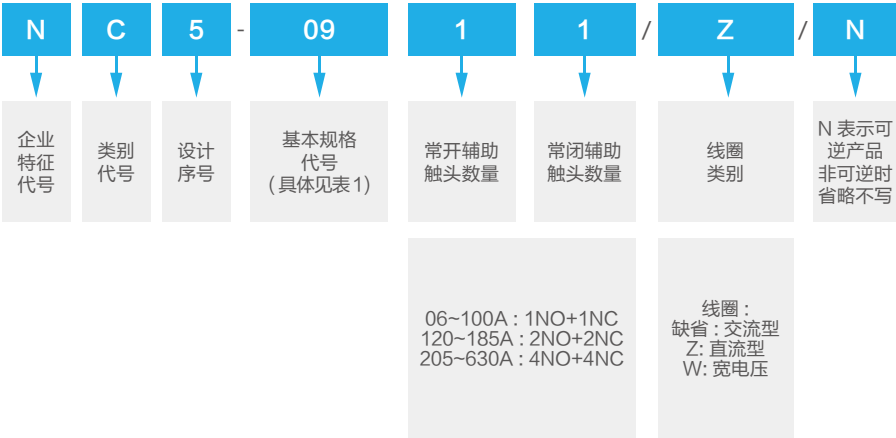 N C 5 - 09 1 1 / Z / N
企业
特征
代号
类别
代号
设计
序号
基本规格
代号
(具体见表1)
常开辅助
触头数量
常闭辅助
触头数量
线圈
类别
N 表示可
逆产品
非可逆时
省略不写
06~100A : 1NO+1NC
120~185A : 2NO+2NC
205~630A : 4NO+4NC
线圈 :
缺省 : 交流型
Z: 直流型
W: 宽电压